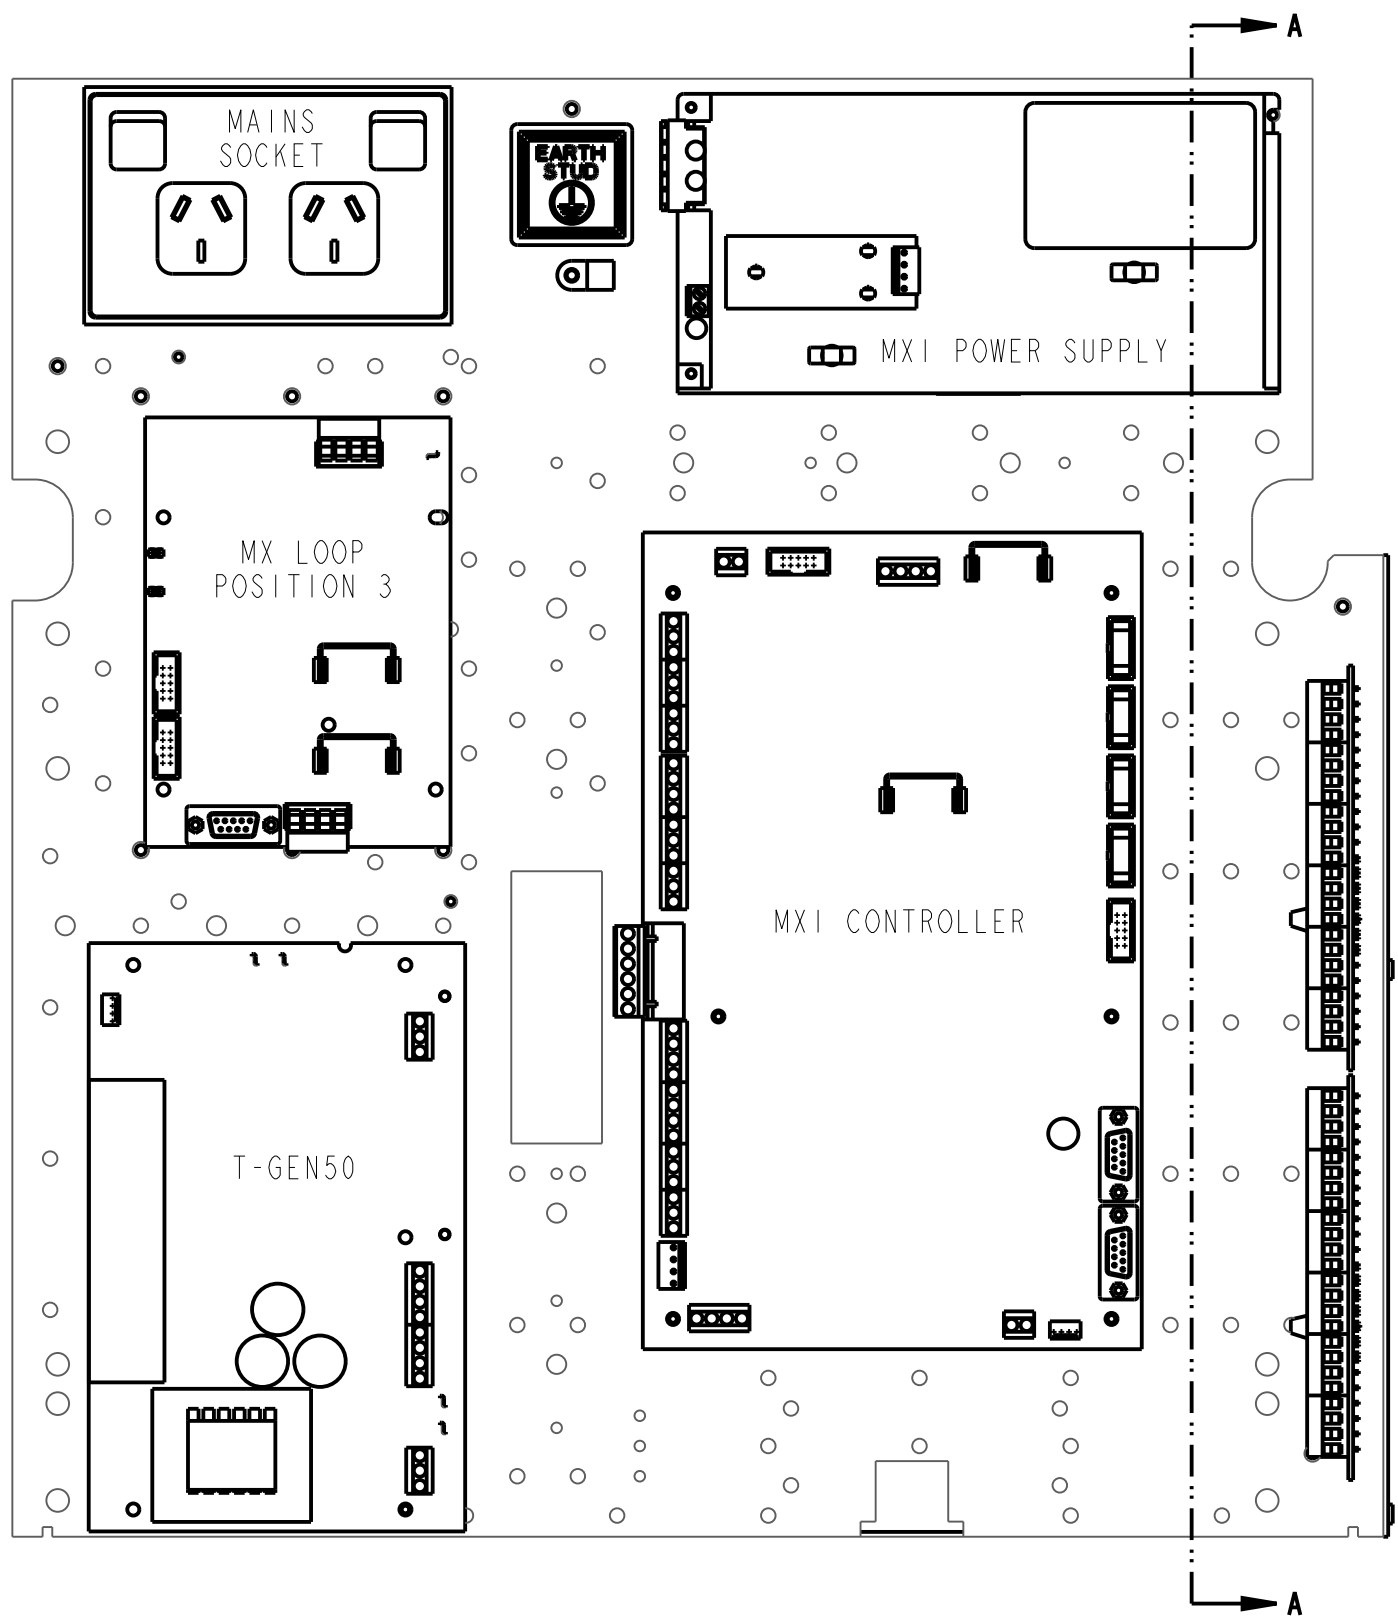 A
MAINS
SOCKET
EARTH
STUD
MXI POWER SUPPLY
MX LOOP
POSITION 3
MXI CONTROLLER
T-GEN50
A